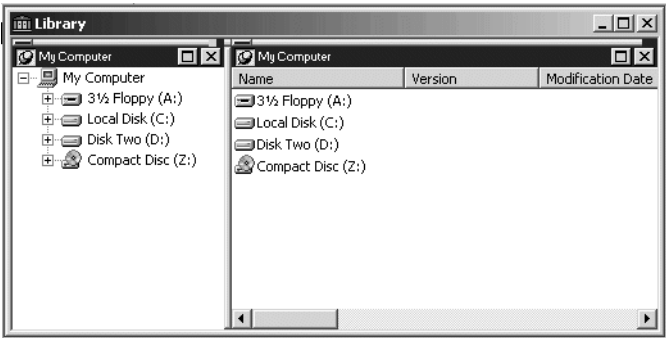 Library
My Computer
My Computer
3½ Floppy (A:)
Local Disk (C:)
Disk Two (D:)
Compact Disc (Z:)
My Computer
Name Version Modification Date
3½ Floppy (A:)
Local Disk (C:)
Disk Two (D:)
Compact Disc (Z:)